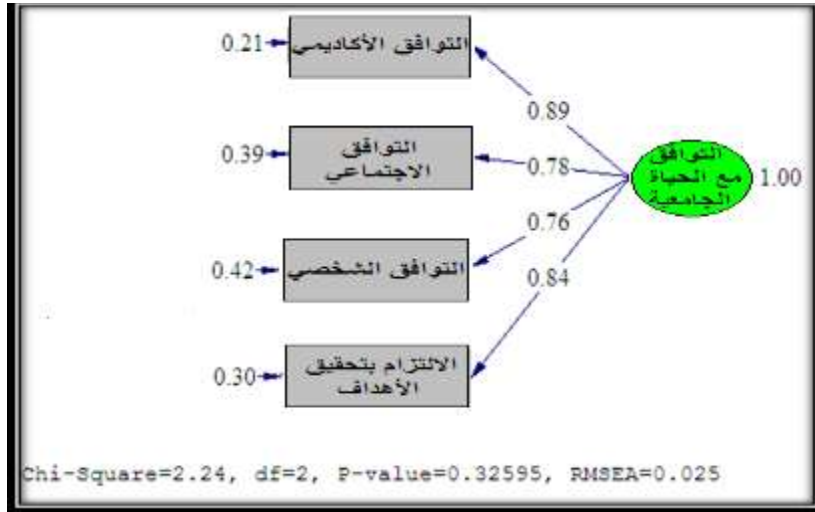 0.21
التوافق الأكاديمي
0.89
0.39
التوافق
الاجتماعي
0.78
التوافق
مع الحياة
الجامعية
1.00
0.76
0.42
التوافق الشخصي
0.84
0.30
الالتزام بتحقيق
الأهداف
Chi-Square=2.24, df=2, P-value=0.32595, RMSEA=0.025